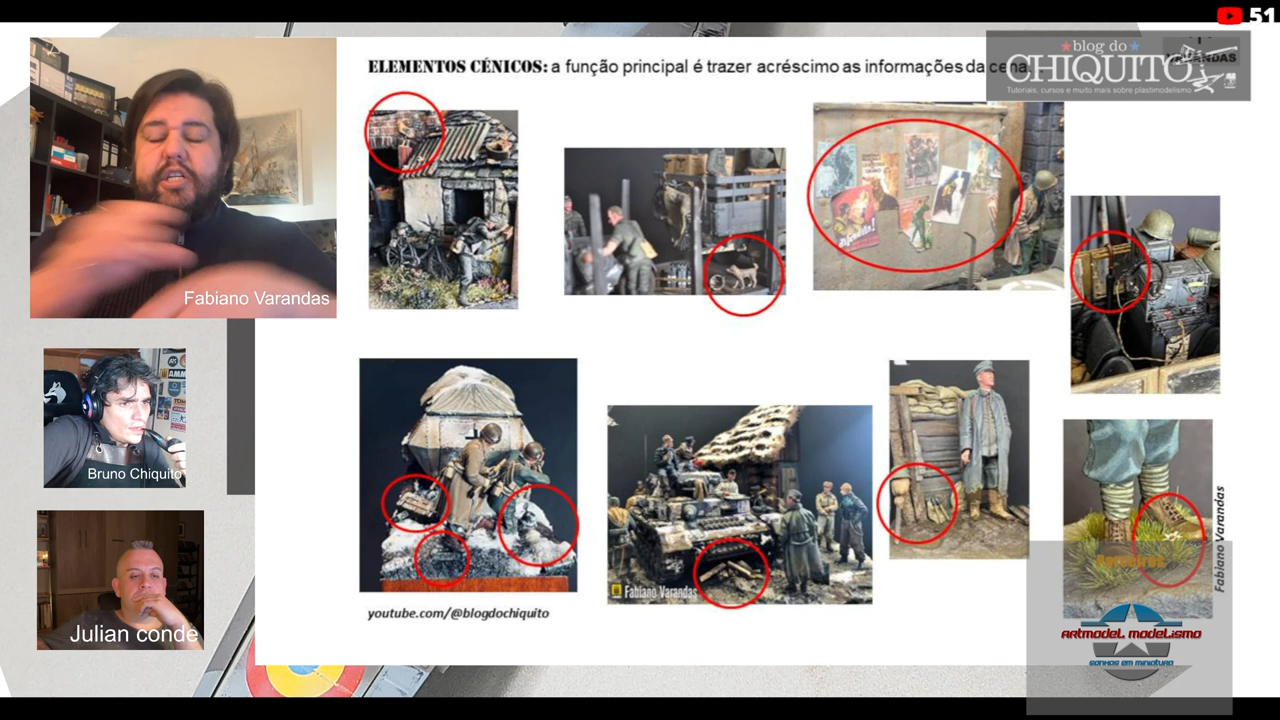 51
ELEMENTOS CÉNICOS: a função principal é trazer acréscimo as informações da cena...
blog do
CHIQUITO
Tutoriais, cursos e muito mais sobre plastimodelismo
VARANDAS
Fabiano Varandas
Bruno Chiquito
Julian conde
Fabiano Varandas
youtube.com/@blogdochiquito
Fabiano Varandas
ARTMODEL MODELISMO
SONHOS EM MINIATURA